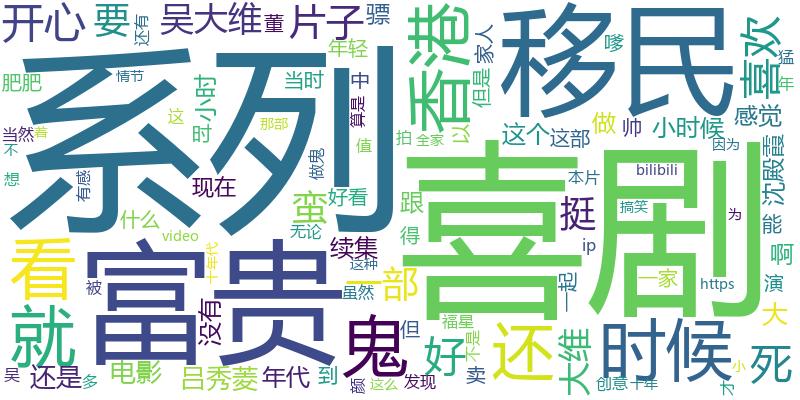 开心 要 还有 吴大维 董 片子 骠
肥肥 情节 年轻 当时 中 家人
系列 香港 移民 喜欢
小时 这 那部 算是 但是 嗲 猛
当然 着 不 想 有感 现在 做鬼 值
以 拍 全家 这个 这部 做 帅 小时候 感觉 年
因为 bilibili 沈殿霞
什么 蛮 好看 跟 本片 搞笑 为 能
video 无论 得 喜剧 挺 ip
看 富贵 续集 一部 一起 一家 https 啊 演
十年代 被 这种 虽然
就 没有 鬼 但 福星 还 大维 时候 大 死
好 不是
吴 还是 多 电影 吕秀菱 年代 到 颜 这么 发现 卖 创意 十年 才 小